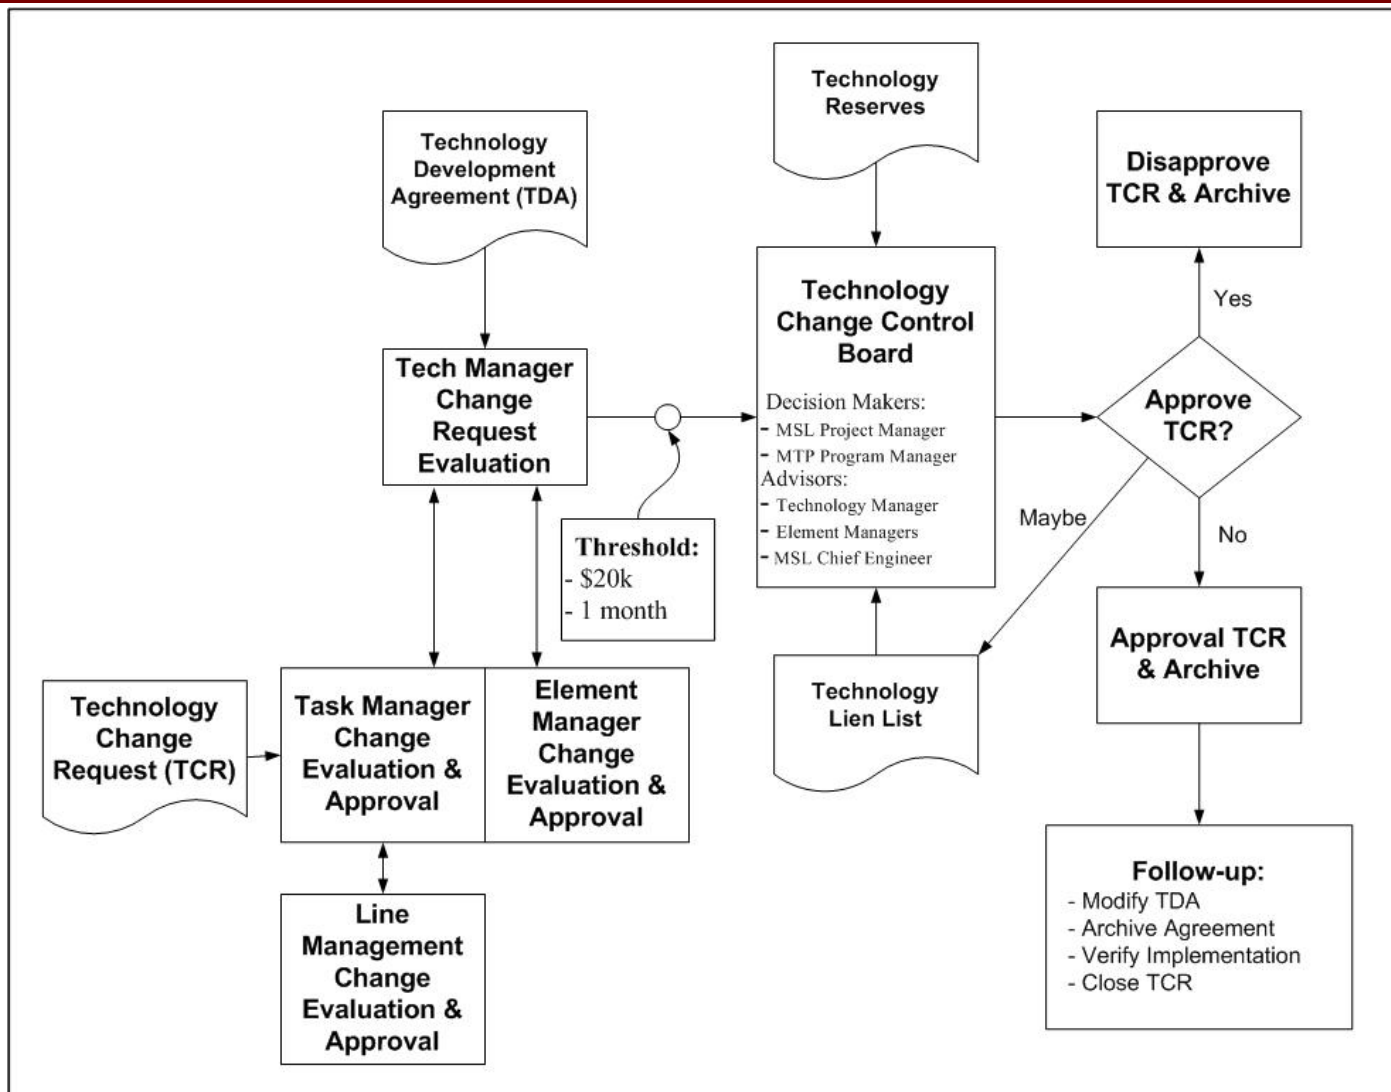 Technology
Reserves
Technology
Development
Agreement (TDA)
Disapprove
TCR & Archive
Yes
Technology
Change Control
Board
Decision Makers:
- MSL Project Manager
- MTP Program Manager
Advisors:
- Technology Manager
- Element Managers
- MSL Chief Engineer
Tech Manager
Change
Request
Evaluation
Approve
TCR?
Threshold:
- $20k
- 1 month
Maybe
No
Approval TCR
& Archive
Technology
Lien List
Technology
Change
Request (TCR)
Task Manager
Change
Evaluation &
Approval
Element
Manager
Change
Evaluation &
Approval
Line
Management
Change
Evaluation &
Approval
Follow-up:
- Modify TDA
- Archive Agreement
- Verify Implementation
- Close TCR